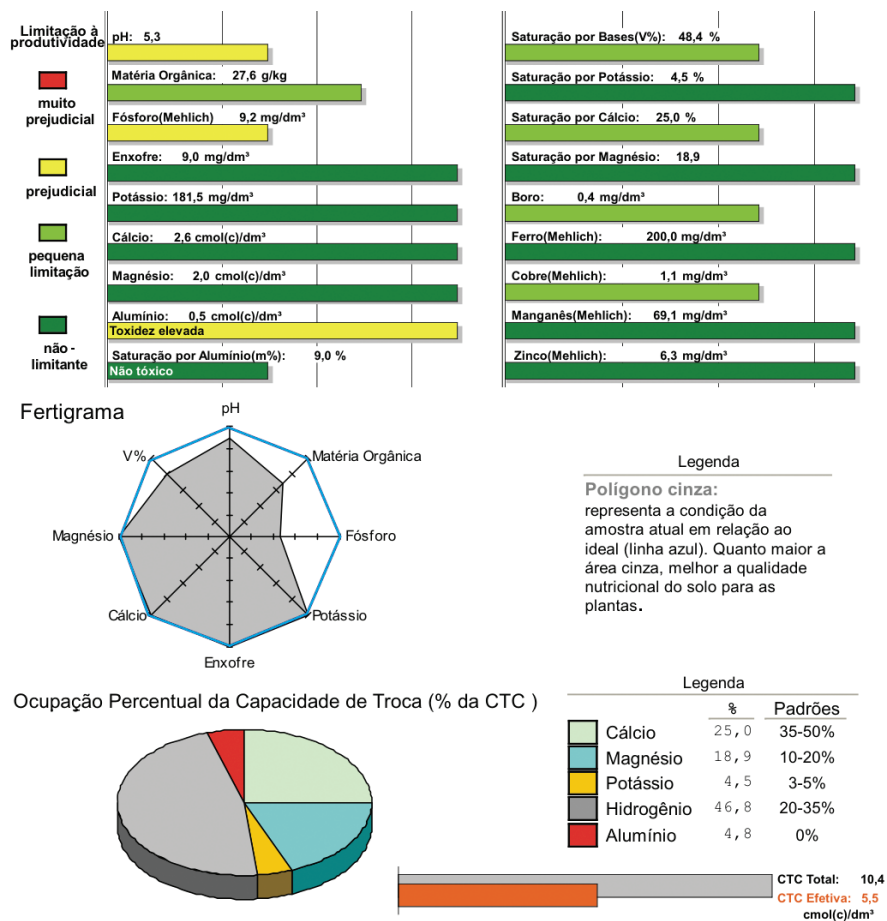 Limitação à
produtividade
muito
prejudicial
prejudicial
pequena
limitação
não -
limitante
pH: 5,3
Matéria Orgânica: 27,6 g/kg
Fósforo(Mehlich) 9,2 mg/dm³
Enxofre: 9,0 mg/dm³
Potássio: 181,5 mg/dm³
Cálcio: 2,6 cmol(c)/dm³
Magnésio: 2,0 cmol(c)/dm³
Alumínio: 0,5 cmol(c)/dm³
Toxidez elevada
Saturação por Alumínio(m%): 9,0 %
Não tóxico
Saturação por Bases(V%): 48,4 %
Saturação por Potássio: 4,5 %
Saturação por Cálcio: 25,0 %
Saturação por Magnésio: 18,9
Boro: 0,4 mg/dm³
Ferro(Mehlich): 200,0 mg/dm³
Cobre(Mehlich): 1,1 mg/dm³
Manganês(Mehlich): 69,1 mg/dm³
Zinco(Mehlich): 6,3 mg/dm³
Fertigrama
pH
Matéria Orgânica
Fósforo
Potássio
Enxofre
Cálcio
Magnésio
V%
Legenda
Polígono cinza:
representa a condição da
amostra atual em relação ao
ideal (linha azul). Quanto maior a
área cinza, melhor a qualidade
nutricional do solo para as
plantas.
Ocupação Percentual da Capacidade de Troca (% da CTC )
Legenda
% Padrões
Cálcio 25,0 35-50%
Magnésio 18,9 10-20%
Potássio 4,5 3-5%
Hidrogênio 46,8 20-35%
Alumínio 4,8 0%
CTC Total: 10,4
CTC Efetiva: 5,5
cmol(c)/dm³